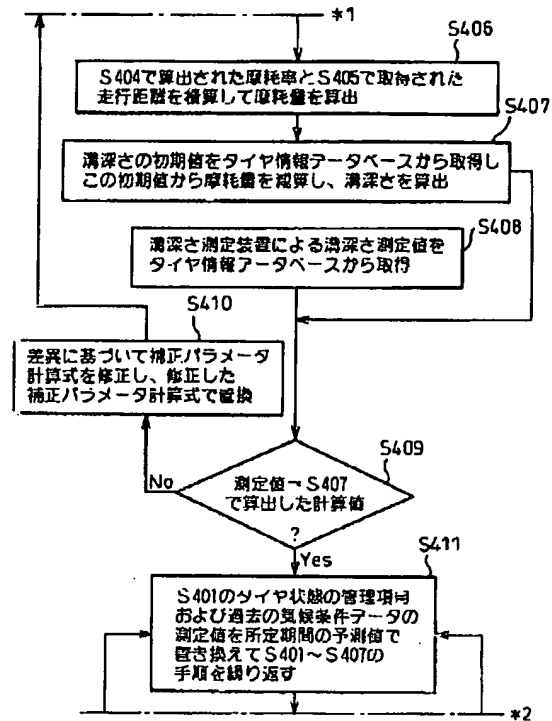 *1
S406
S404で算出された摩耗率とS405で取得された
走行距離を積算して摩耗量を算出
S407
溝深さの初期値をタイヤ情報データベースから取得し
この初期値から摩耗量を減算し、溝深さを算出
S408
溝深さ測定装置による溝深さ測定値を
タイヤ情報データベースから取得
S410
差異に基づいて補正パラメータ
計算式を修正し、修正した
補正パラメータ計算式で置換
S409
測定値＝S407
で算出した計算値
?
No
Yes
S411
S401のタイヤ状態の管理項目
および過去の気候条件データの
測定値を所定期間の予測値で
置き換えてS401～S407の
手順を繰り返す
*2